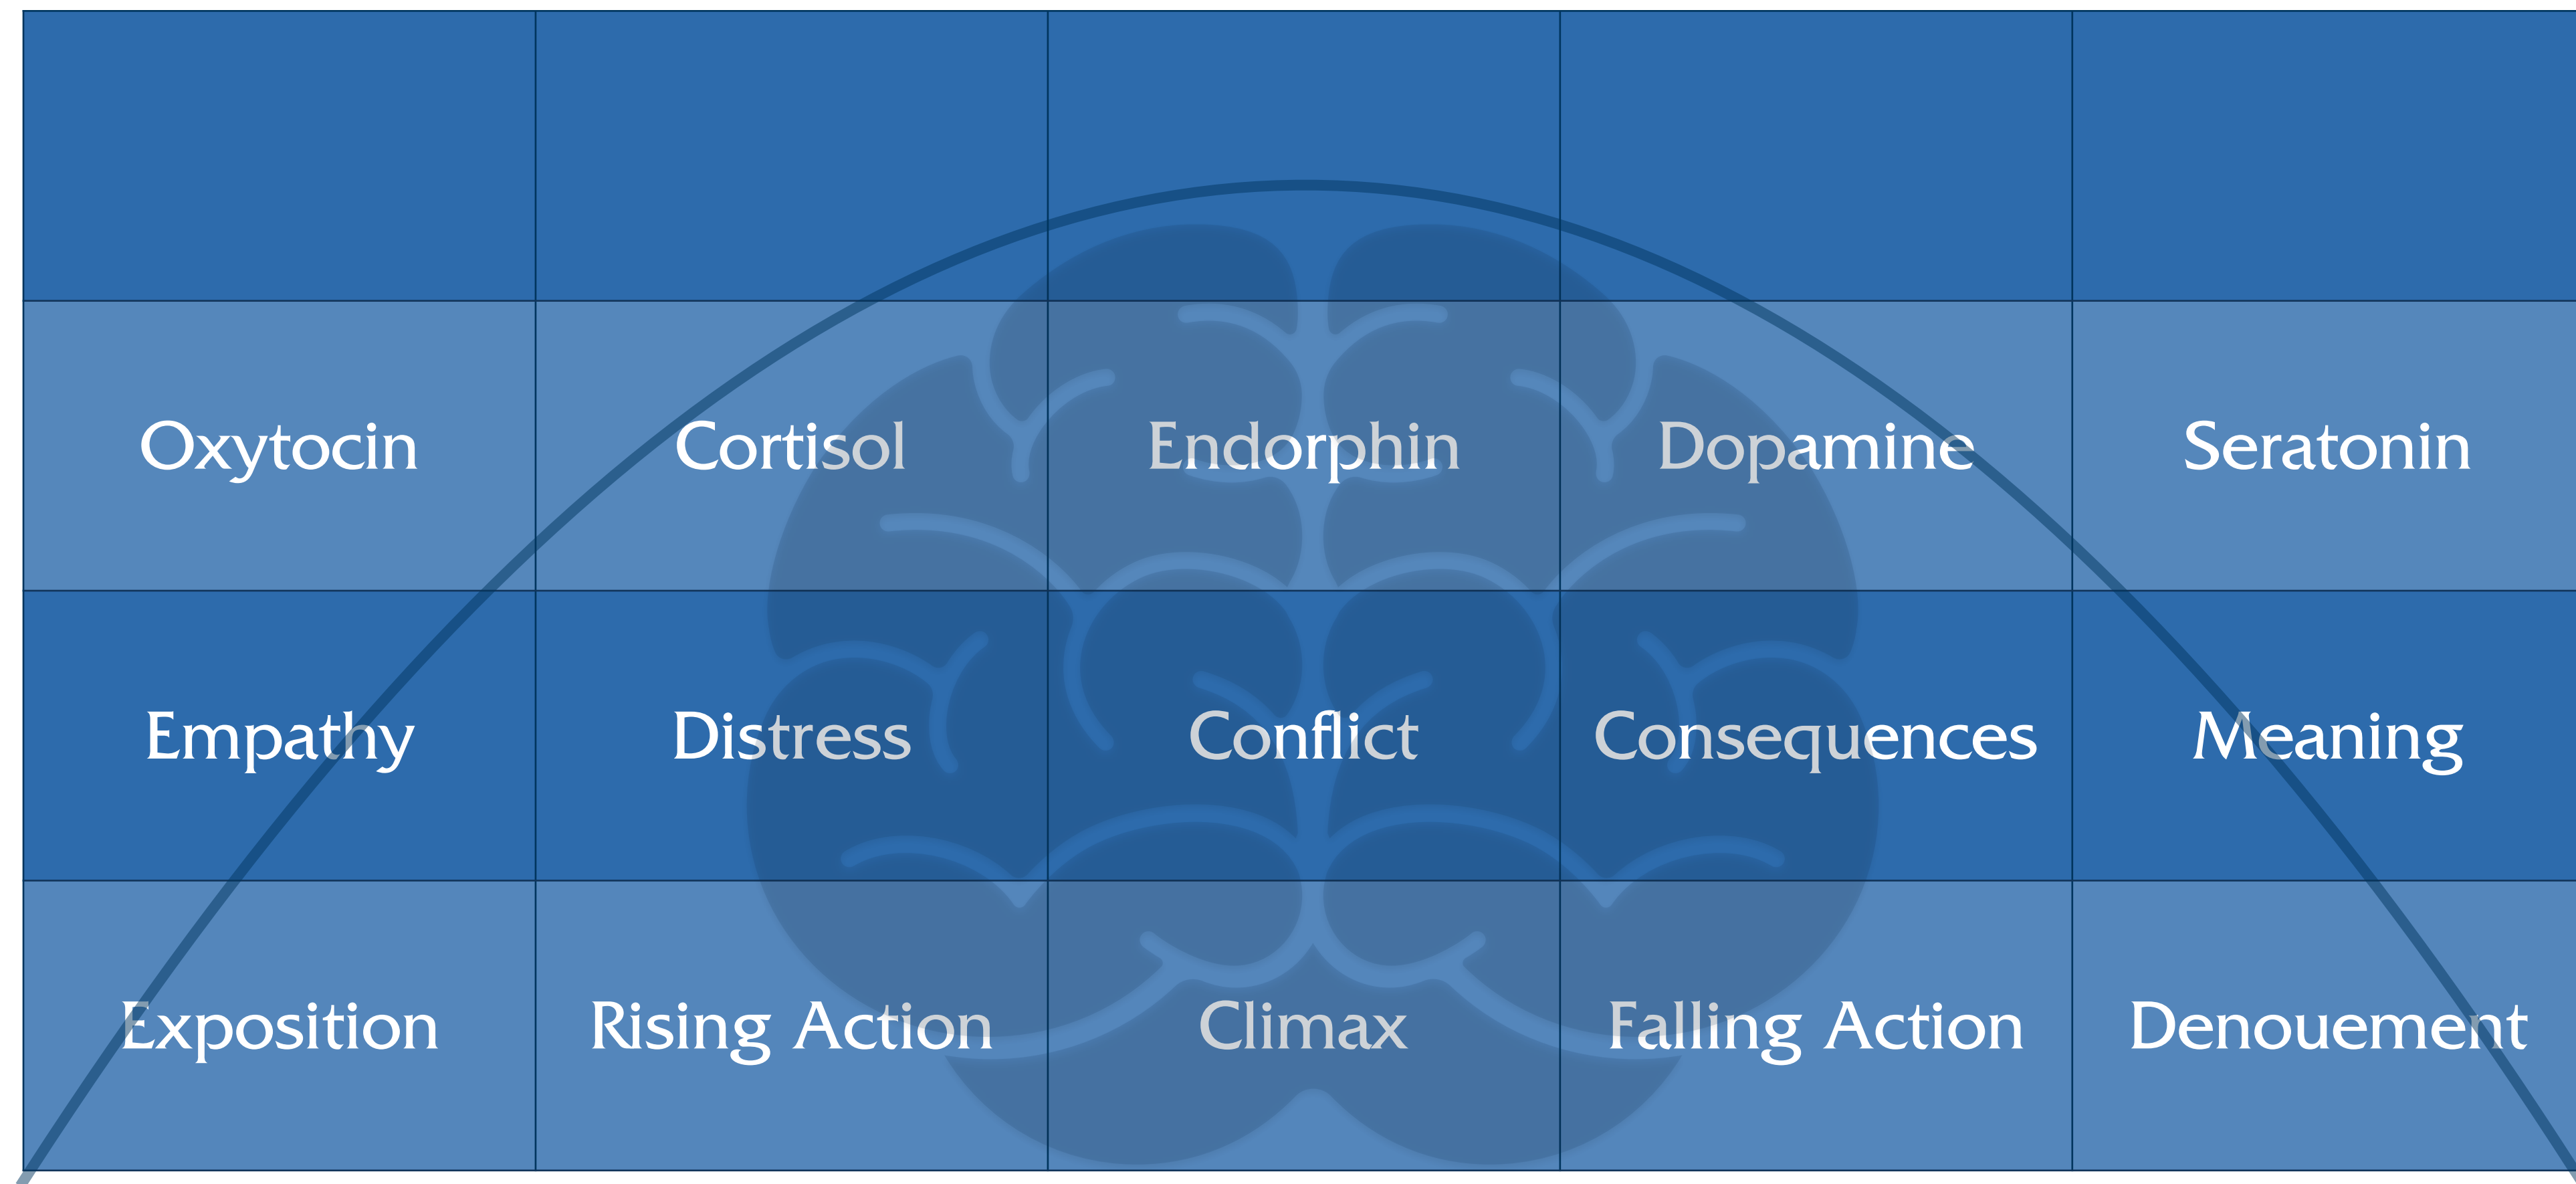 Oxytocin Cortisol Endorphin Dopamine Seratonin
Empathy Distress Conflict Consequences Meaning
Exposition Rising Action Climax Falling Action Denouement